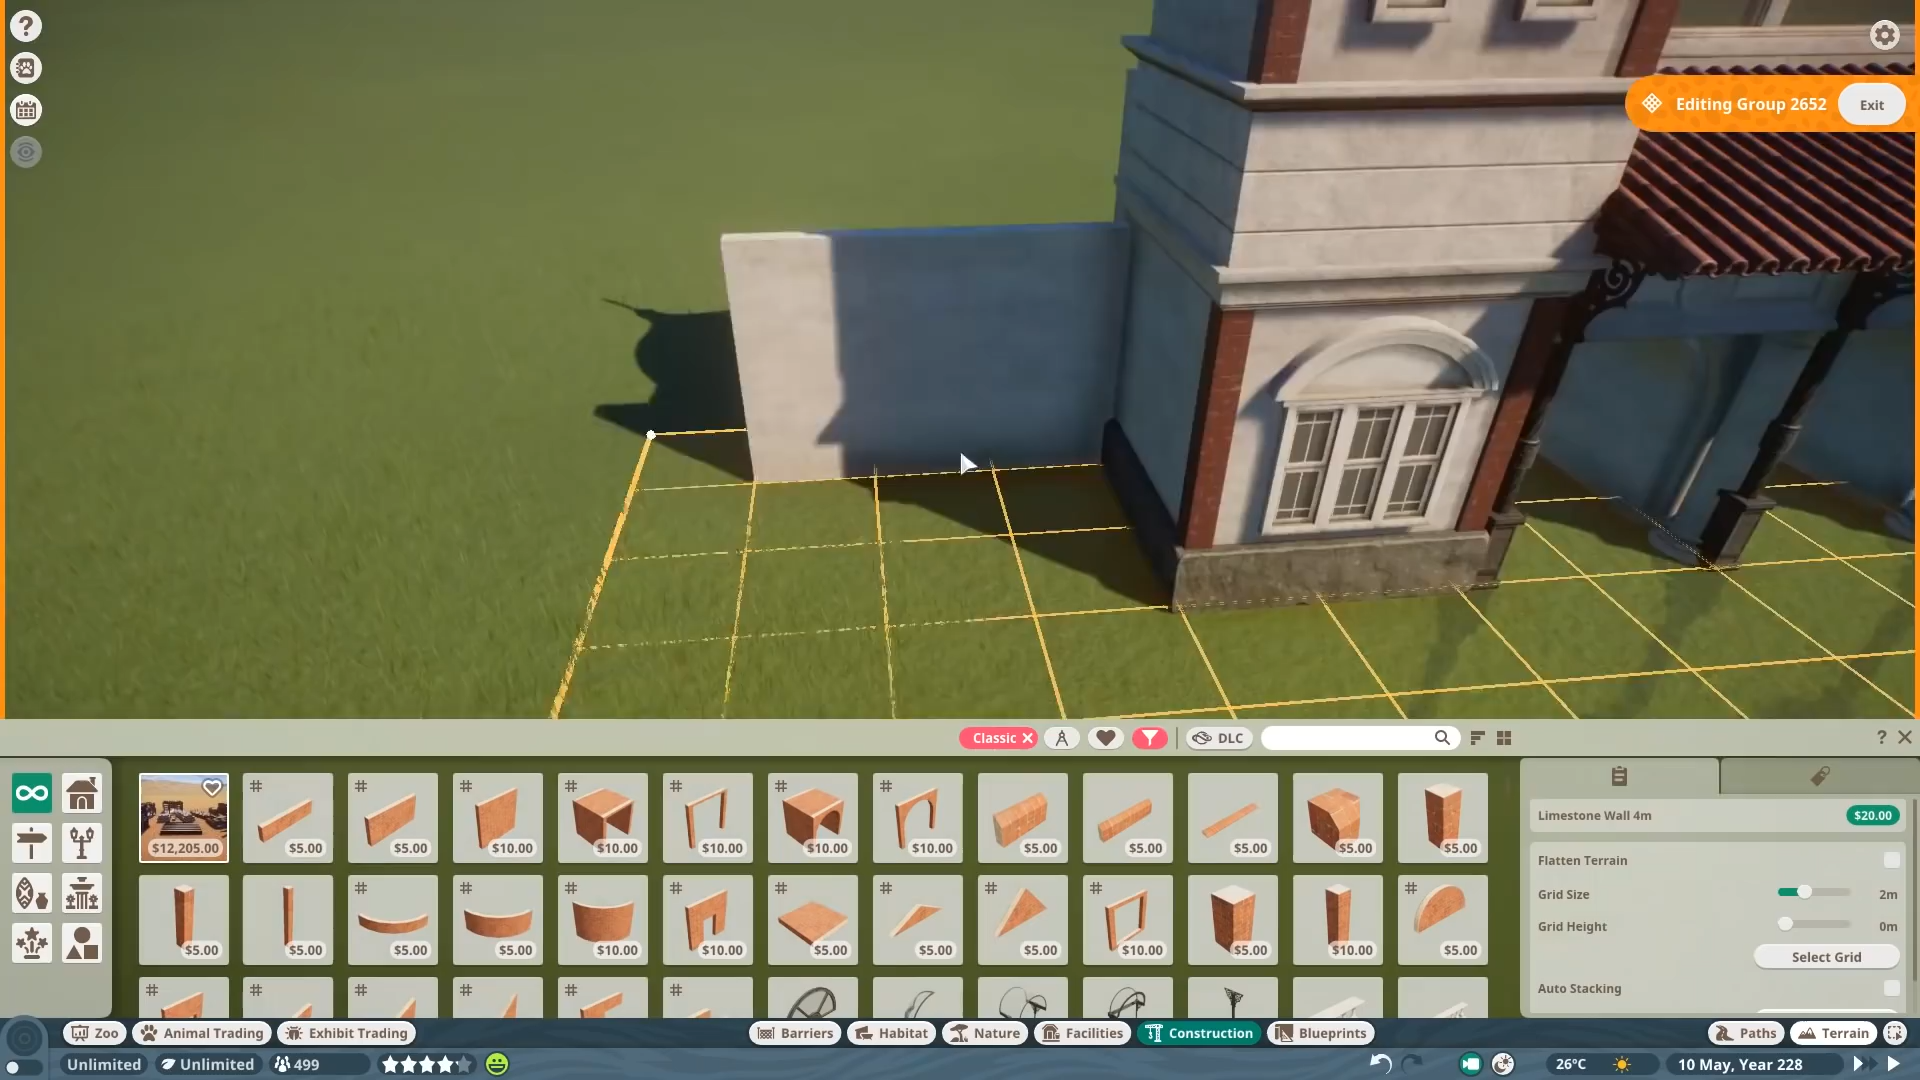 ?
Editing Group 2652 Exit
Classic ×
DLC
? ×
$12,205.00 $5.00 $5.00 $10.00 $10.00 $10.00 $10.00 $10.00 $5.00 $5.00 $5.00 $5.00 $5.00
$5.00 $5.00 $5.00 $5.00 $10.00 $10.00 $5.00 $5.00 $5.00 $10.00 $5.00 $10.00 $5.00
Limestone Wall 4m $20.00
Flatten Terrain
Grid Size 2m
Grid Height 0m
Select Grid
Auto Stacking
Zoo Animal Trading Exhibit Trading Barriers Habitat Nature Facilities Construction Blueprints Paths Terrain
Unlimited Unlimited 499 26°C 10 May, Year 228